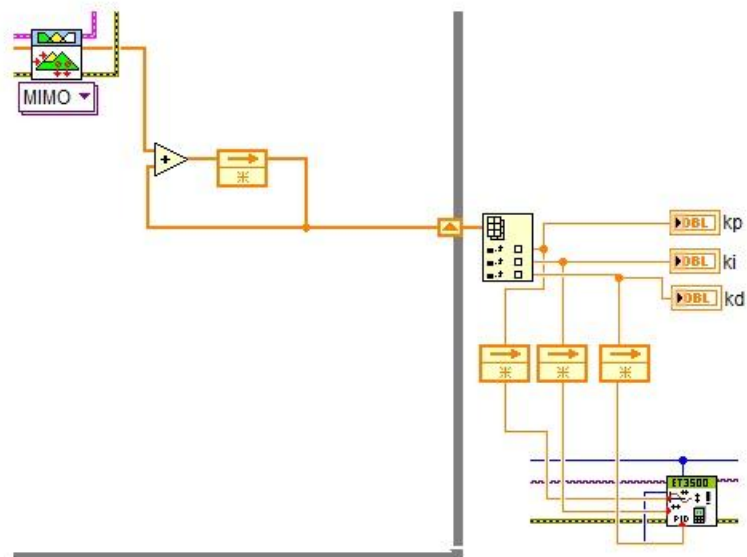 MIMO
DBL kp
DBL ki
DBL kd
ET3500
PID